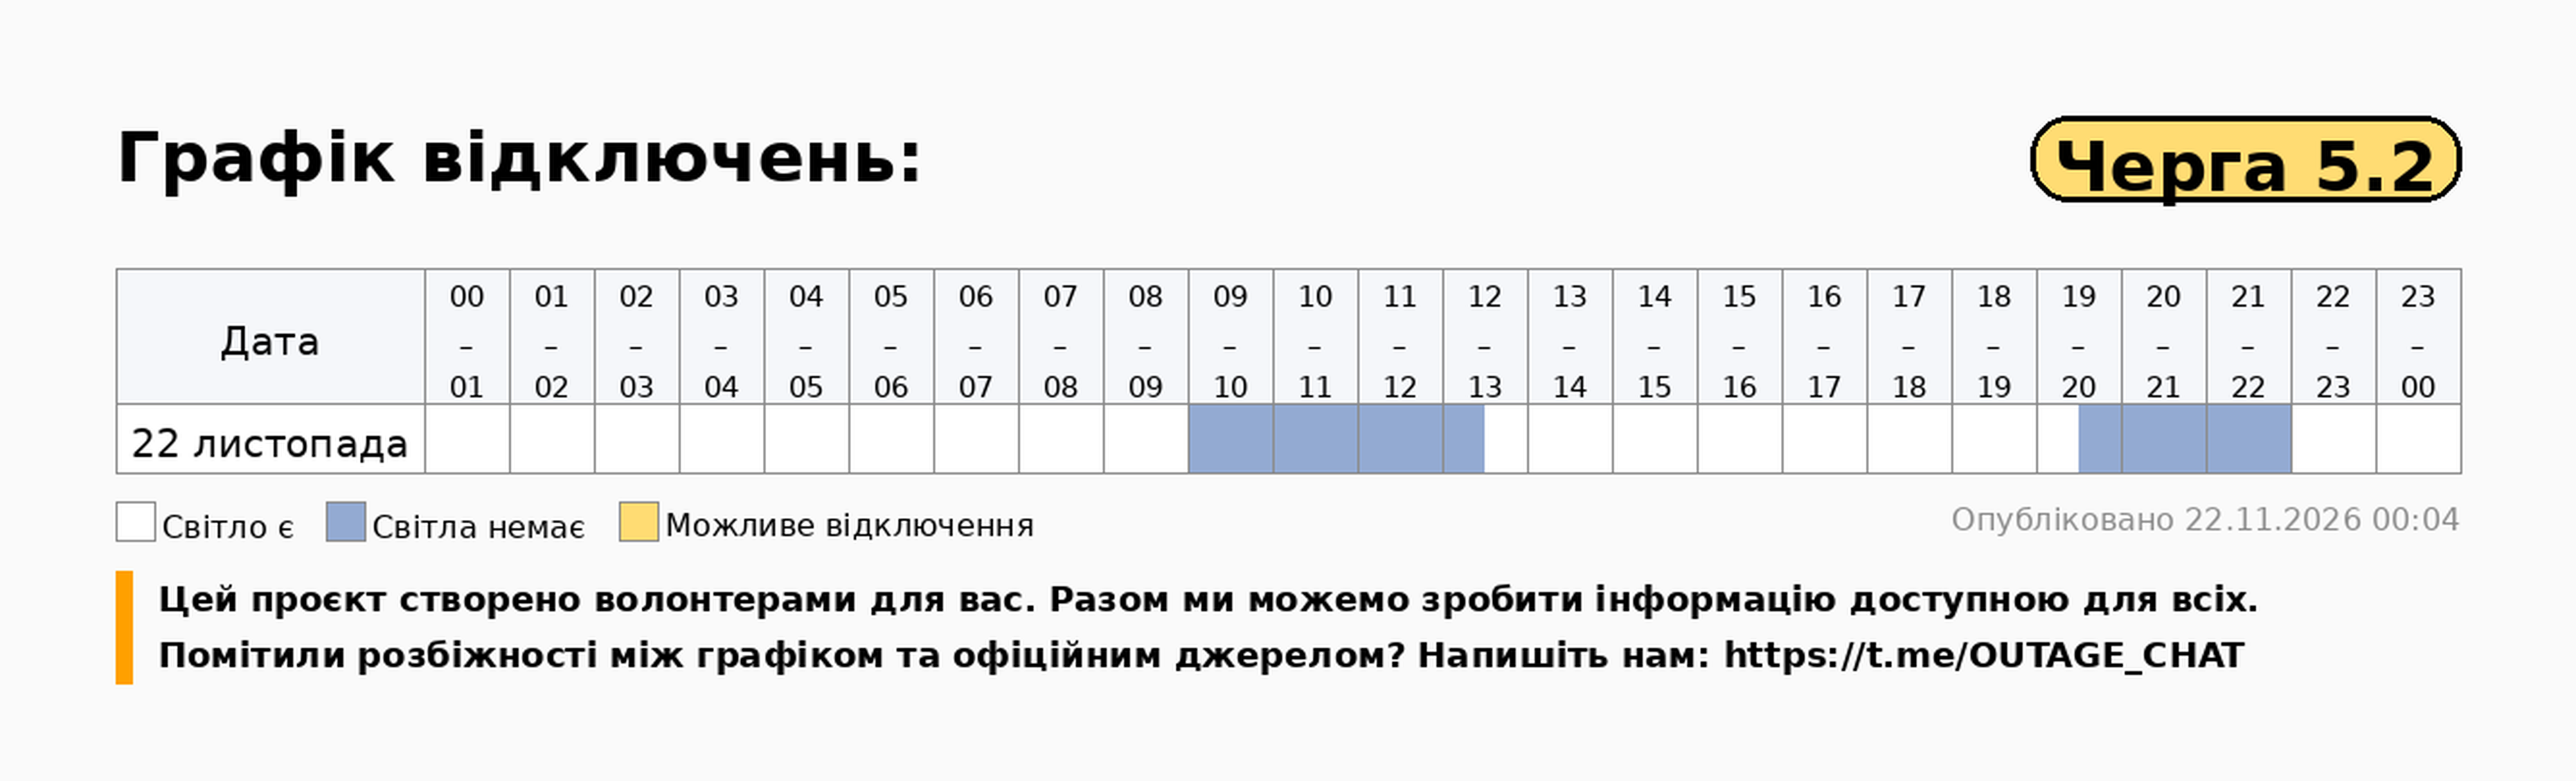 Графік відключень:
Черга 5.2
Дата
00 – 01
01 – 02
02 – 03
03 – 04
04 – 05
05 – 06
06 – 07
07 – 08
08 – 09
09 – 10
10 – 11
11 – 12
12 – 13
13 – 14
14 – 15
15 – 16
16 – 17
17 – 18
18 – 19
19 – 20
20 – 21
21 – 22
22 – 23
23 – 00
22 листопада
Світло є
Світла немає
Можливе відключення
Опубліковано 22.11.2026 00:04
Цей проєкт створено волонтерами для вас. Разом ми можемо зробити інформацію доступною для всіх.
Помітили розбіжності між графіком та офіційним джерелом? Напишіть нам: https://t.me/OUTAGE_CHAT